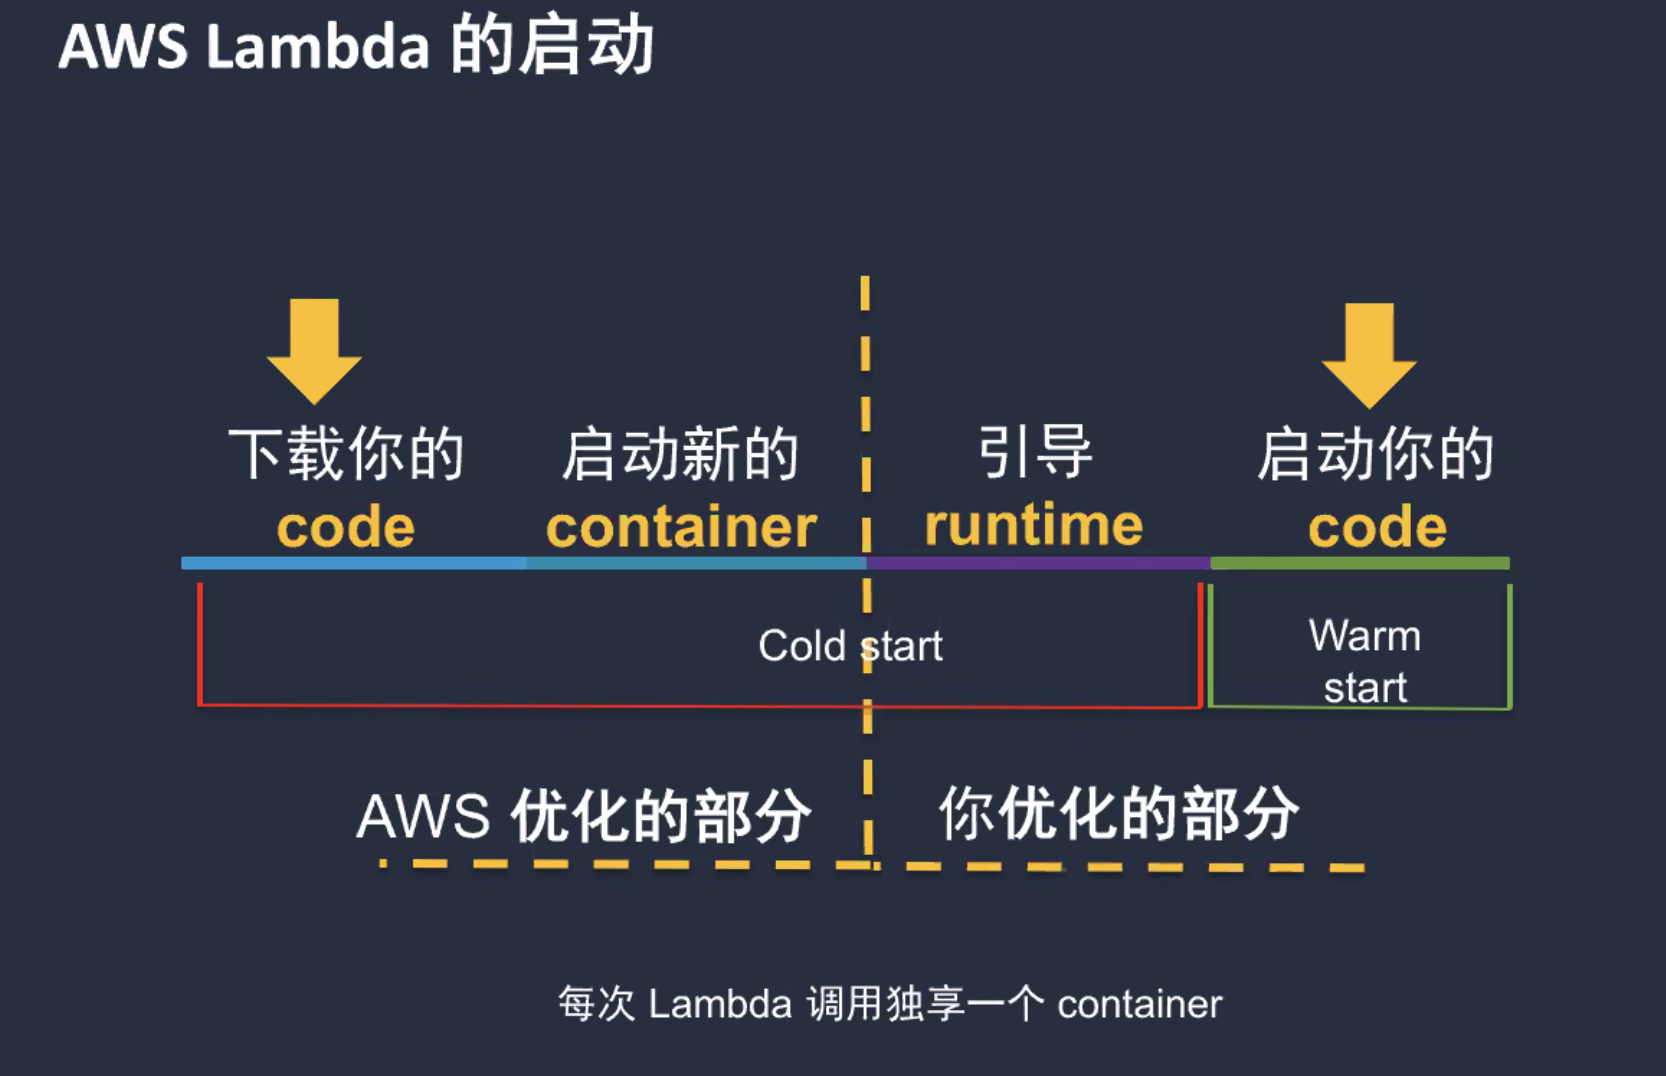 AWS Lambda 的启动
下载你的
code
启动新的
container
引导
runtime
启动你的
code
Cold start
Warm
start
AWS 优化的部分
你优化的部分
每次 Lambda 调用独享一个 container